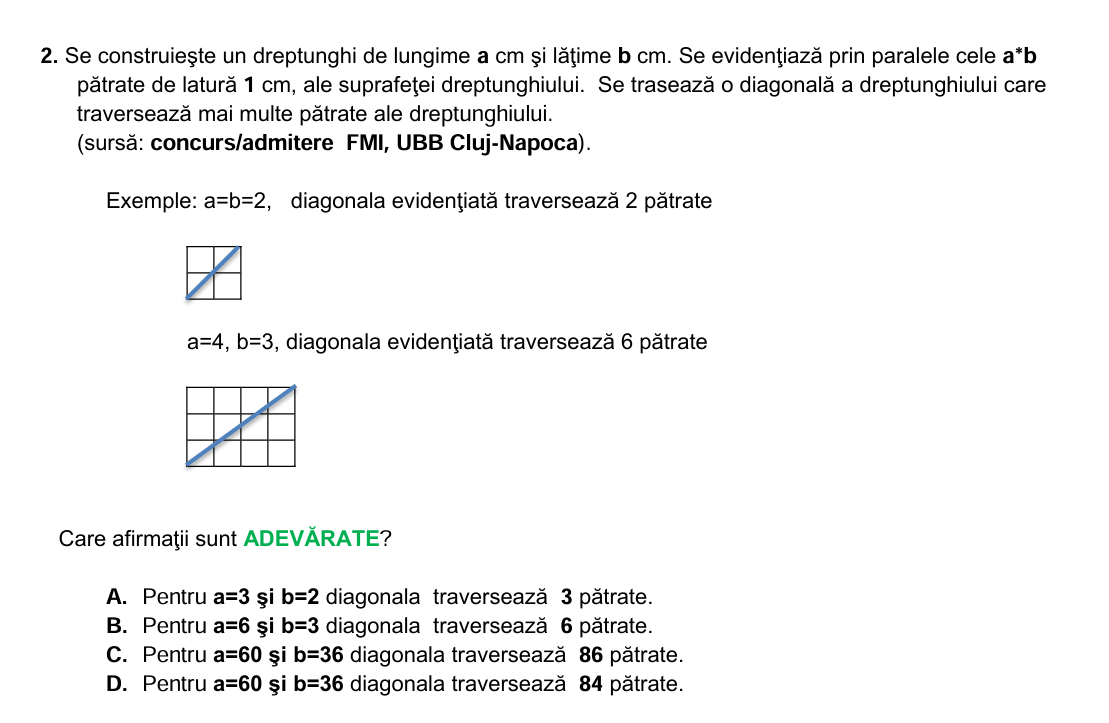 2. Se construieşte un dreptunghi de lungime a cm şi lăţime b cm. Se evidenţiază prin paralele cele a*b
pătrate de latură 1 cm, ale suprafeţei dreptunghiului. Se trasează o diagonală a dreptunghiului care
traversează mai multe pătrate ale dreptunghiului.
(sursă: concurs/admitere FMI, UBB Cluj-Napoca).
Exemple: a=b=2, diagonala evidenţiată traversează 2 pătrate
a=4, b=3, diagonala evidenţiată traversează 6 pătrate
Care afirmaţii sunt ADEVĂRATE?
A. Pentru a=3 şi b=2 diagonala traversează 3 pătrate.
B. Pentru a=6 şi b=3 diagonala traversează 6 pătrate.
C. Pentru a=60 şi b=36 diagonala traversează 86 pătrate.
D. Pentru a=60 şi b=36 diagonala traversează 84 pătrate.